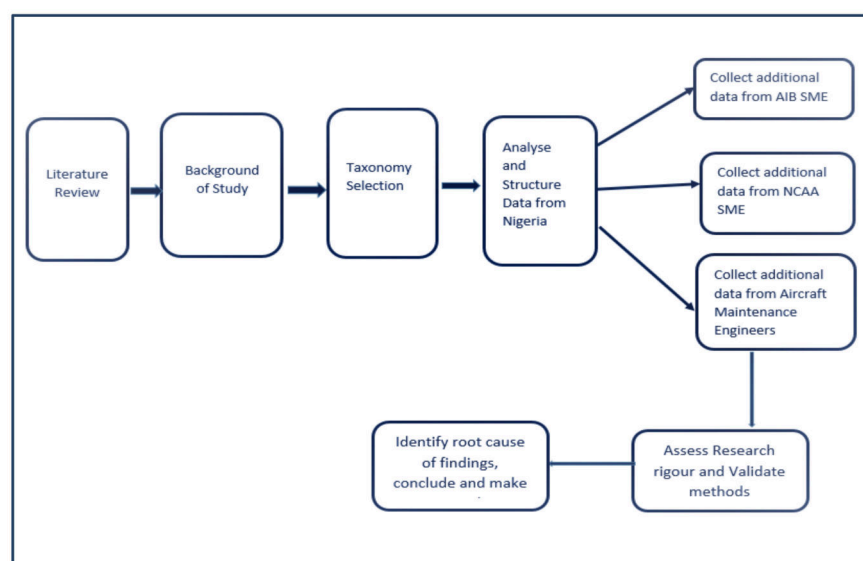 Literature
Review
Background
of Study
Taxonomy
Selection
Analyse
and
Structure
Data from
Nigeria
Collect additional
data from AIB SME
Collect additional
data from NCAA
SME
Collect additional
data from Aircraft
Maintenance
Engineers
Assess Research
rigour and Validate
methods
Identify root cause
of findings,
conclude and make